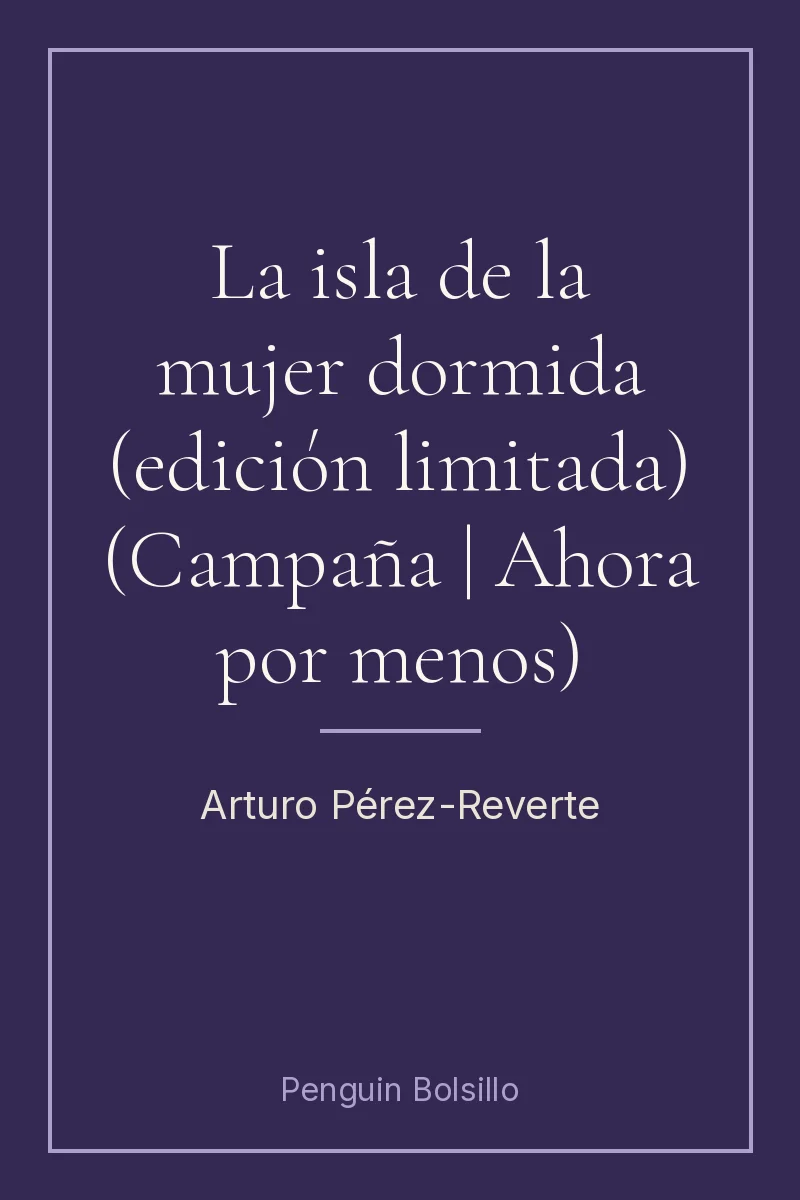 La isla de la
mujer dormida
(edición limitada)
(Campaña | Ahora
por menos)
Arturo Pérez-Reverte
Penguin Bolsillo